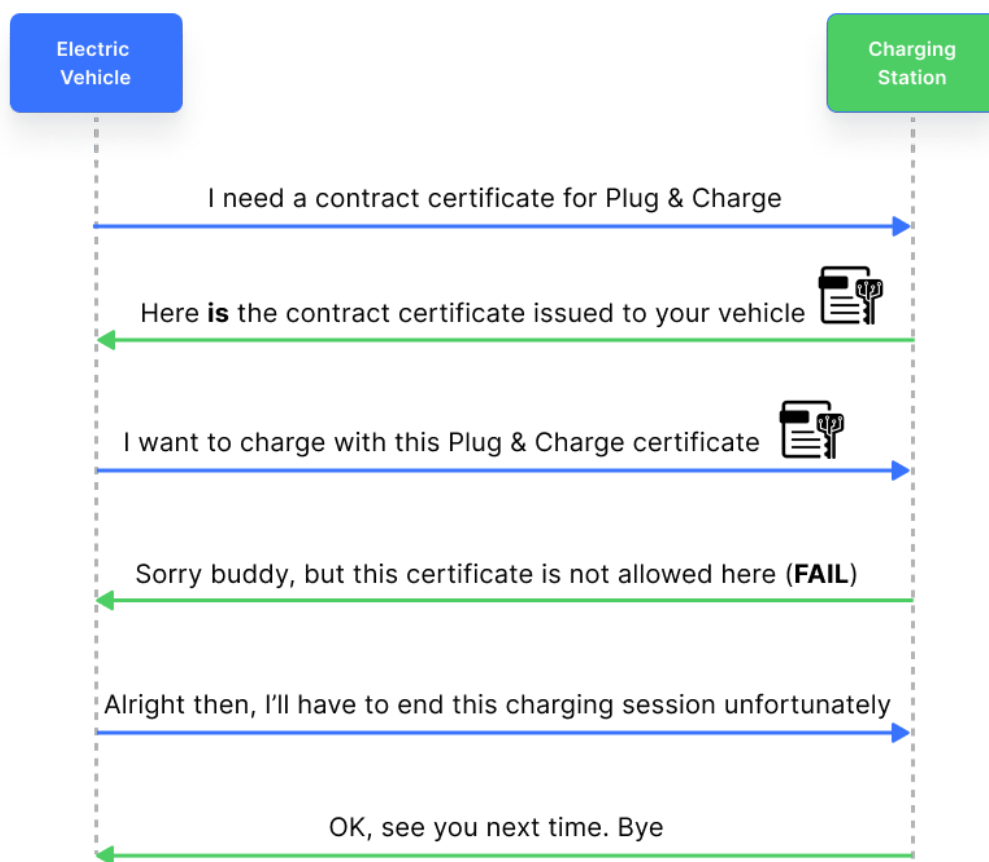 Electric
Vehicle
Charging
Station
I need a contract certificate for Plug & Charge
Here is the contract certificate issued to your vehicle
I want to charge with this Plug & Charge certificate
Sorry buddy, but this certificate is not allowed here (FAIL)
Alright then, I’ll have to end this charging session unfortunately
OK, see you next time. Bye